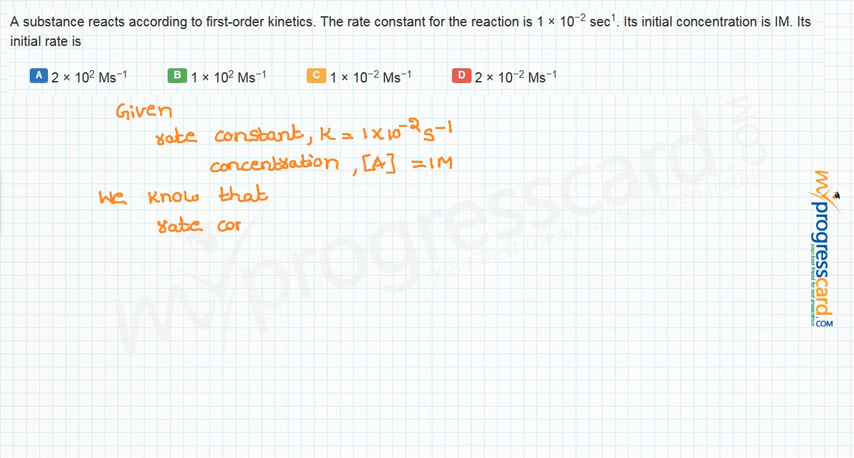 A substance reacts according to first-order kinetics. The rate constant for the reaction is 1 × 10⁻² sec¹. Its initial concentration is IM. Its
initial rate is
A 2 × 10² Ms⁻¹ B 1 × 10² Ms⁻¹ C 1 × 10⁻² Ms⁻¹ D 2 × 10⁻² Ms⁻¹
Given
rate constant, K = 1×10⁻² S⁻¹
concentration, [A] = 1M
We know that
rate cor
myprogresscard
.COM